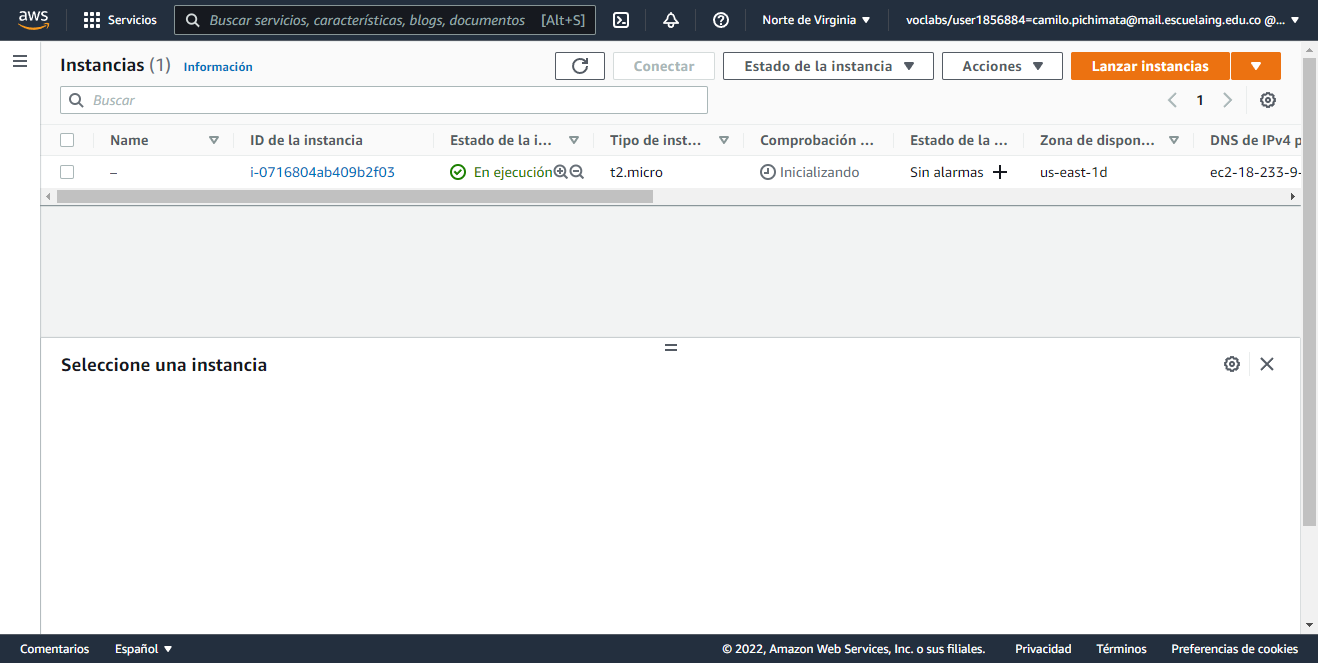 aws Servicios Buscar servicios, características, blogs, documentos [Alt+S] Norte de Virginia voclabs/user1856884=camilo.pichimata@mail.escuelaing.edu.co @...
Instancias (1) Información Conectar Estado de la instancia Acciones Lanzar instancias
Buscar 1
Name ID de la instancia Estado de la i... Tipo de inst... Comprobación ... Estado de la ... Zona de dispon... DNS de IPv4 p
– i-0716804ab409b2f03 En ejecución t2.micro Inicializando Sin alarmas us-east-1d ec2-18-233-9-
Seleccione una instancia
Comentarios Español © 2022, Amazon Web Services, Inc. o sus filiales. Privacidad Términos Preferencias de cookies